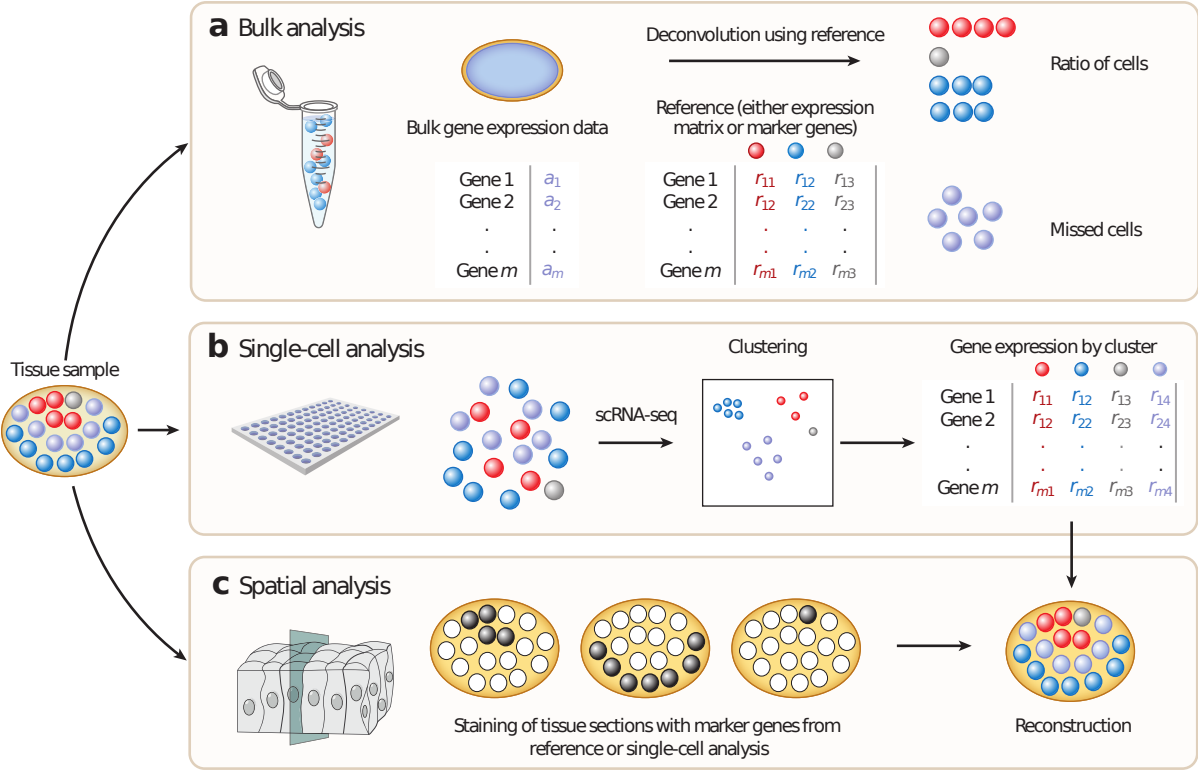 a Bulk analysis
Deconvolution using reference
Ratio of cells
Bulk gene expression data
Reference (either expression
matrix or marker genes)
Gene 1 a1
Gene 2 a2
. .
. .
Gene m am
Gene 1 r11 r12 r13
Gene 2 r12 r22 r23
. . . .
. . . .
Gene m rm1 rm2 rm3
Missed cells
Tissue sample
b Single-cell analysis
scRNA-seq
Clustering
Gene expression by cluster
Gene 1 r11 r12 r13 r14
Gene 2 r12 r22 r23 r24
. . . . .
. . . . .
Gene m rm1 rm2 rm3 rm4
c Spatial analysis
Staining of tissue sections with marker genes from
reference or single-cell analysis
Reconstruction